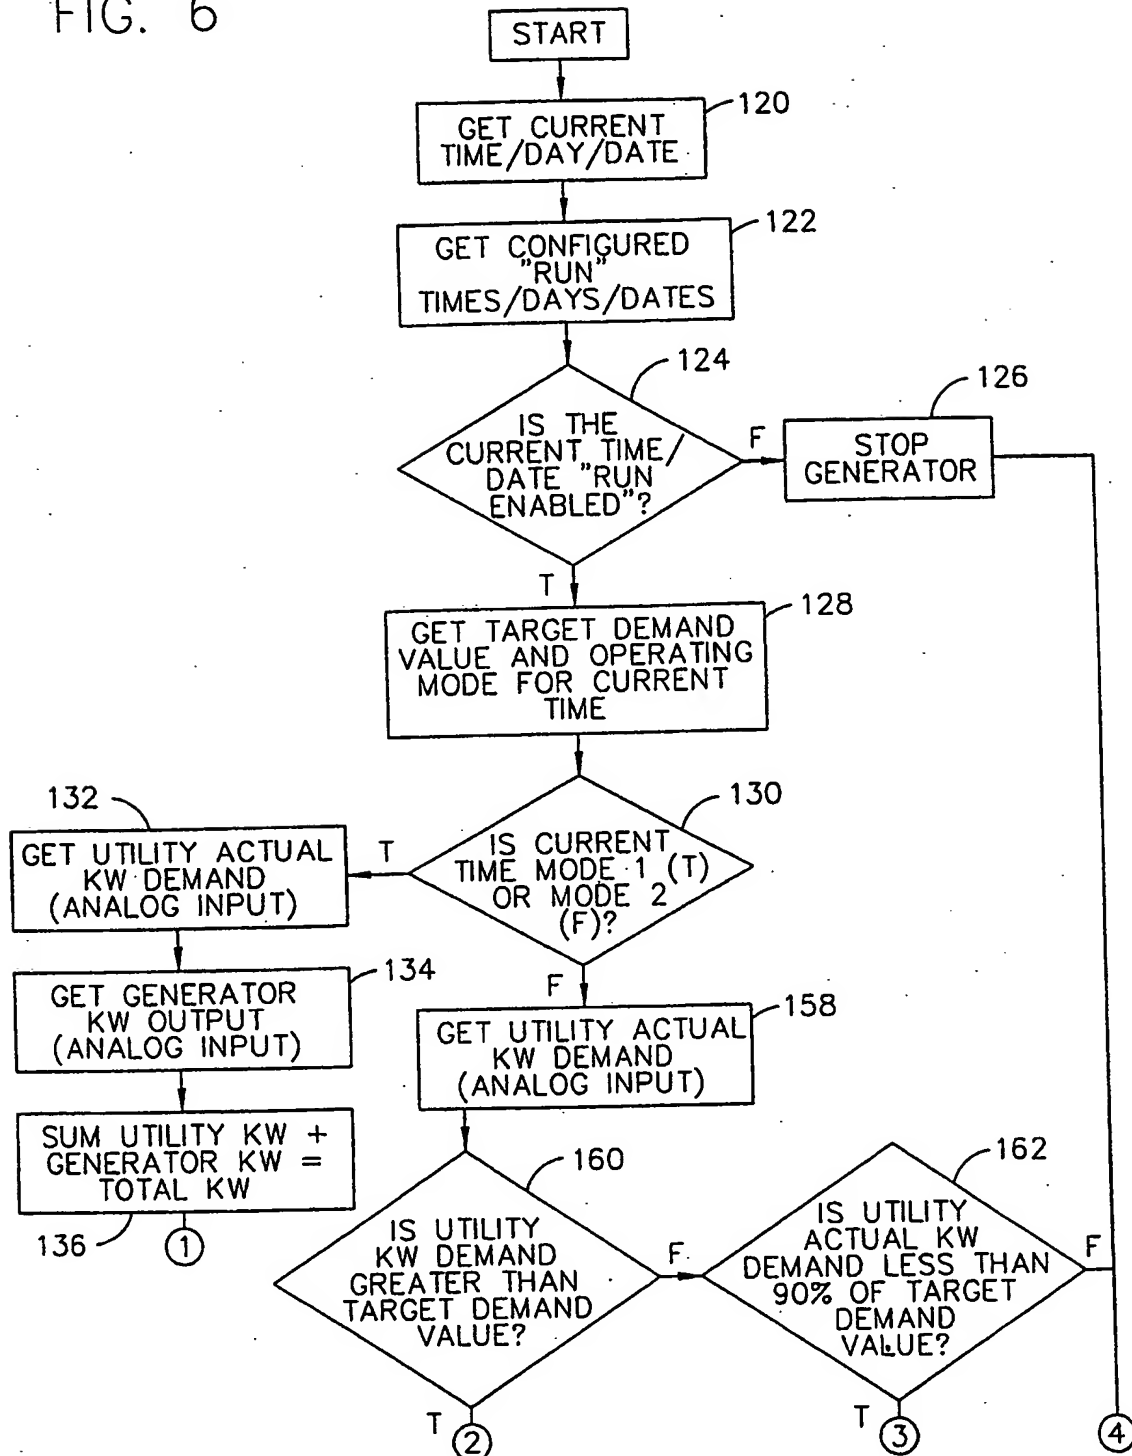 FIG. 6
START
120
GET CURRENT
TIME/DAY/DATE
122
GET CONFIGURED
"RUN"
TIMES/DAYS/DATES
124
IS THE
CURRENT TIME/
DATE "RUN
ENABLED"?
F
126
STOP
GENERATOR
T
128
GET TARGET DEMAND
VALUE AND OPERATING
MODE FOR CURRENT
TIME
130
IS CURRENT
TIME MODE 1 (T)
OR MODE 2
(F)?
T
132
GET UTILITY ACTUAL
KW DEMAND
(ANALOG INPUT)
134
GET GENERATOR
KW OUTPUT
(ANALOG INPUT)
SUM UTILITY KW +
GENERATOR KW =
TOTAL KW
136
1
F
158
GET UTILITY ACTUAL
KW DEMAND
(ANALOG INPUT)
160
IS UTILITY
KW DEMAND
GREATER THAN
TARGET DEMAND
VALUE?
F
T
2
162
IS UTILITY
ACTUAL KW
DEMAND LESS THAN
90% OF TARGET
DEMAND
VALUE?
F
T
3
4